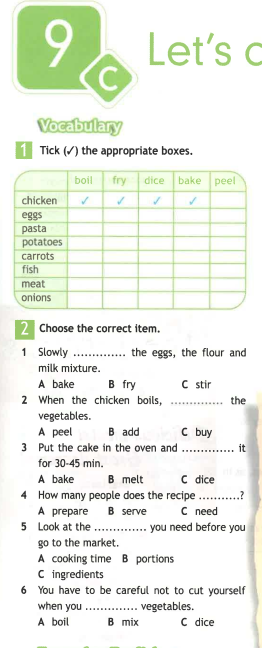 9
c
Let's c
Vocabulary
1 Tick (✓) the appropriate boxes.
boil fry dice bake peel
chicken ✓ ✓ ✓ ✓
eggs
pasta
potatoes
carrots
fish
meat
onions
2 Choose the correct item.
1 Slowly .............. the eggs, the flour and
milk mixture.
A bake B fry C stir
2 When the chicken boils, .............. the
vegetables.
A peel B add C buy
3 Put the cake in the oven and .............. it
for 30-45 min.
A bake B melt C dice
4 How many people does the recipe ...........?
A prepare B serve C need
5 Look at the .............. you need before you
go to the market.
A cooking time B portions
C ingredients
6 You have to be careful not to cut yourself
when you .............. vegetables.
A boil B mix C dice